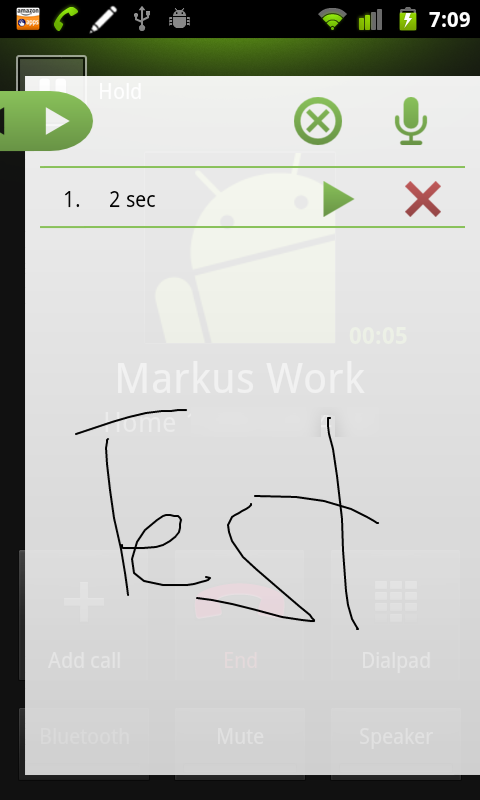 amazon
apps
7:09
Hold
1. 2 sec
00:05
Markus Work
Home
Test
Add call End Dialpad
Bluetooth Mute Speaker